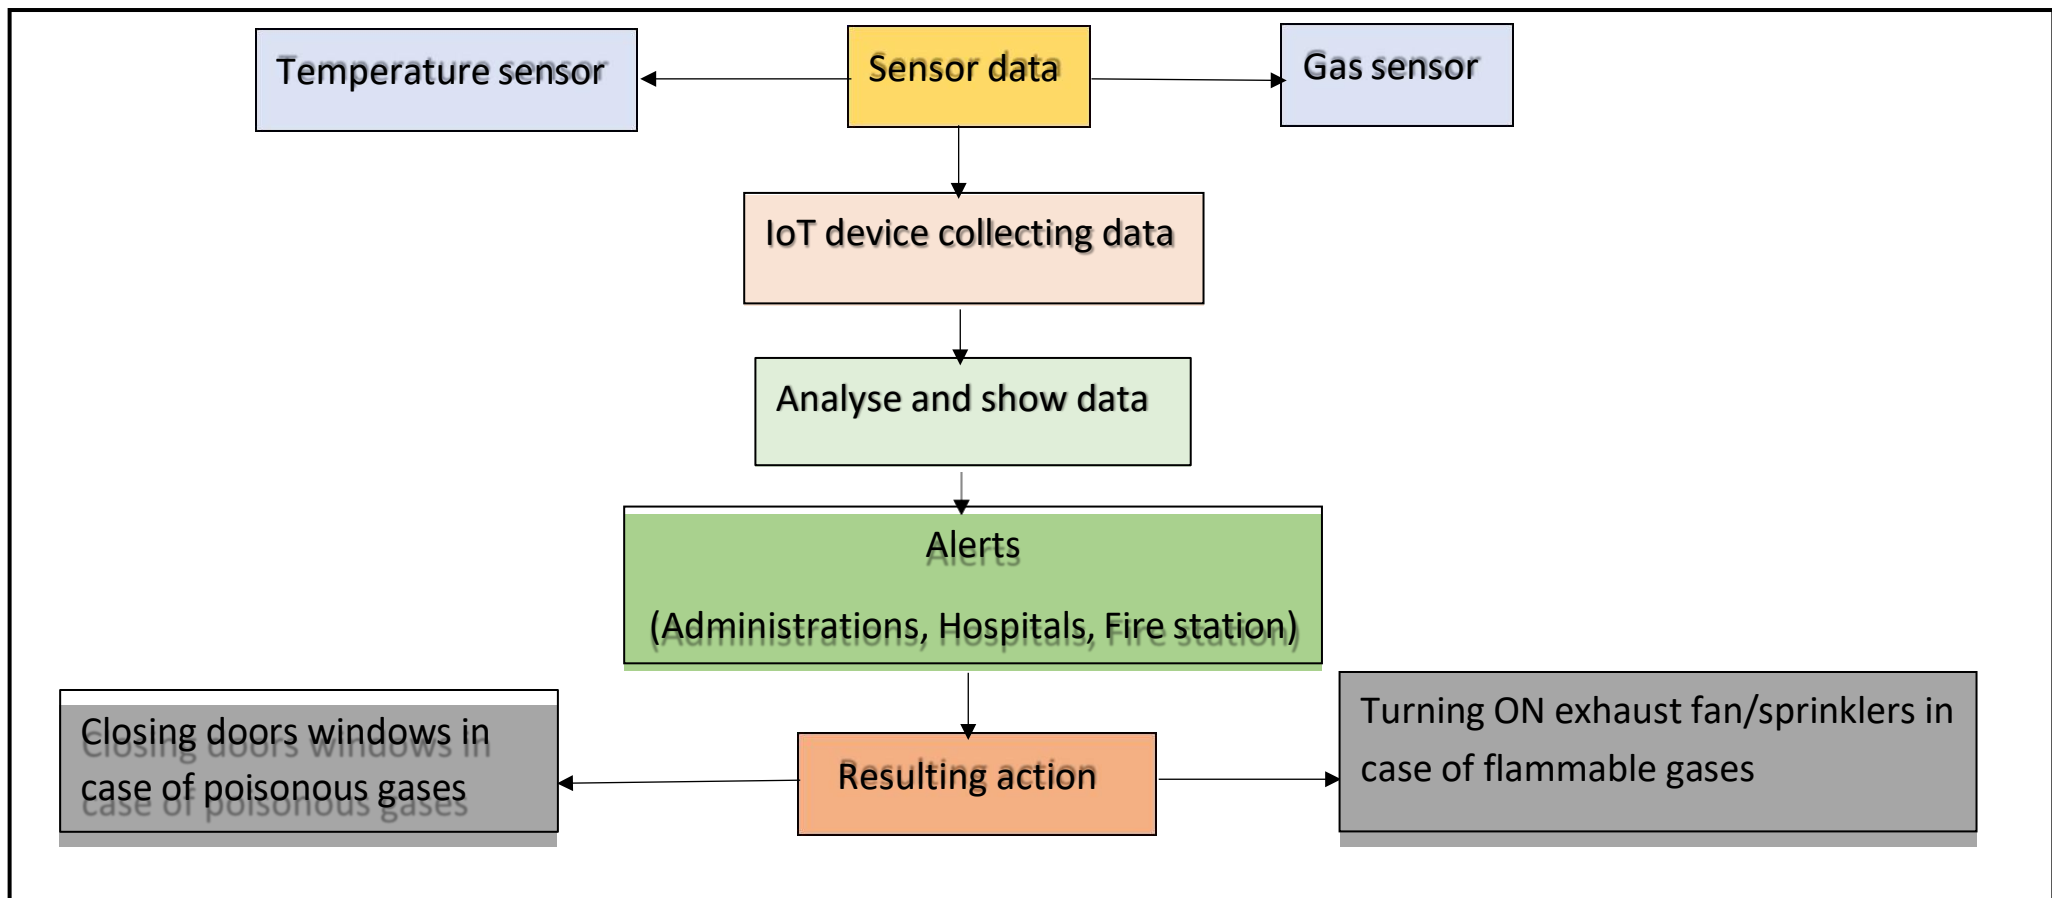 Temperature sensor
Sensor data
Gas sensor
IoT device collecting data
Analyse and show data
Alerts
(Administrations, Hospitals, Fire station)
Closing doors windows in
case of poisonous gases
Resulting action
Turning ON exhaust fan/sprinklers in
case of flammable gases